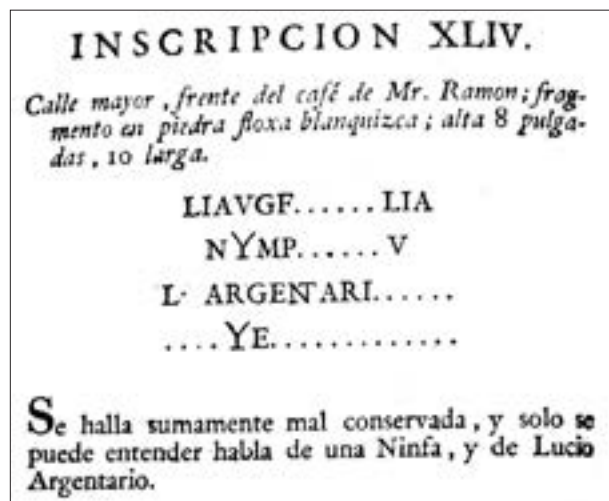 INSCRIPCION XLIV.
Calle mayor, frente del café de Mr. Ramon; frag-
mento en piedra floxa blanquizca; alta 8 pulga-
das, 10 larga.
LIAVGF......LIA
NYMP......V
L· ARGENTARI......
....YE.............
Se halla sumamente mal conservada, y solo se
puede entender habla de una Ninfa, y de Lucio
Argentario.